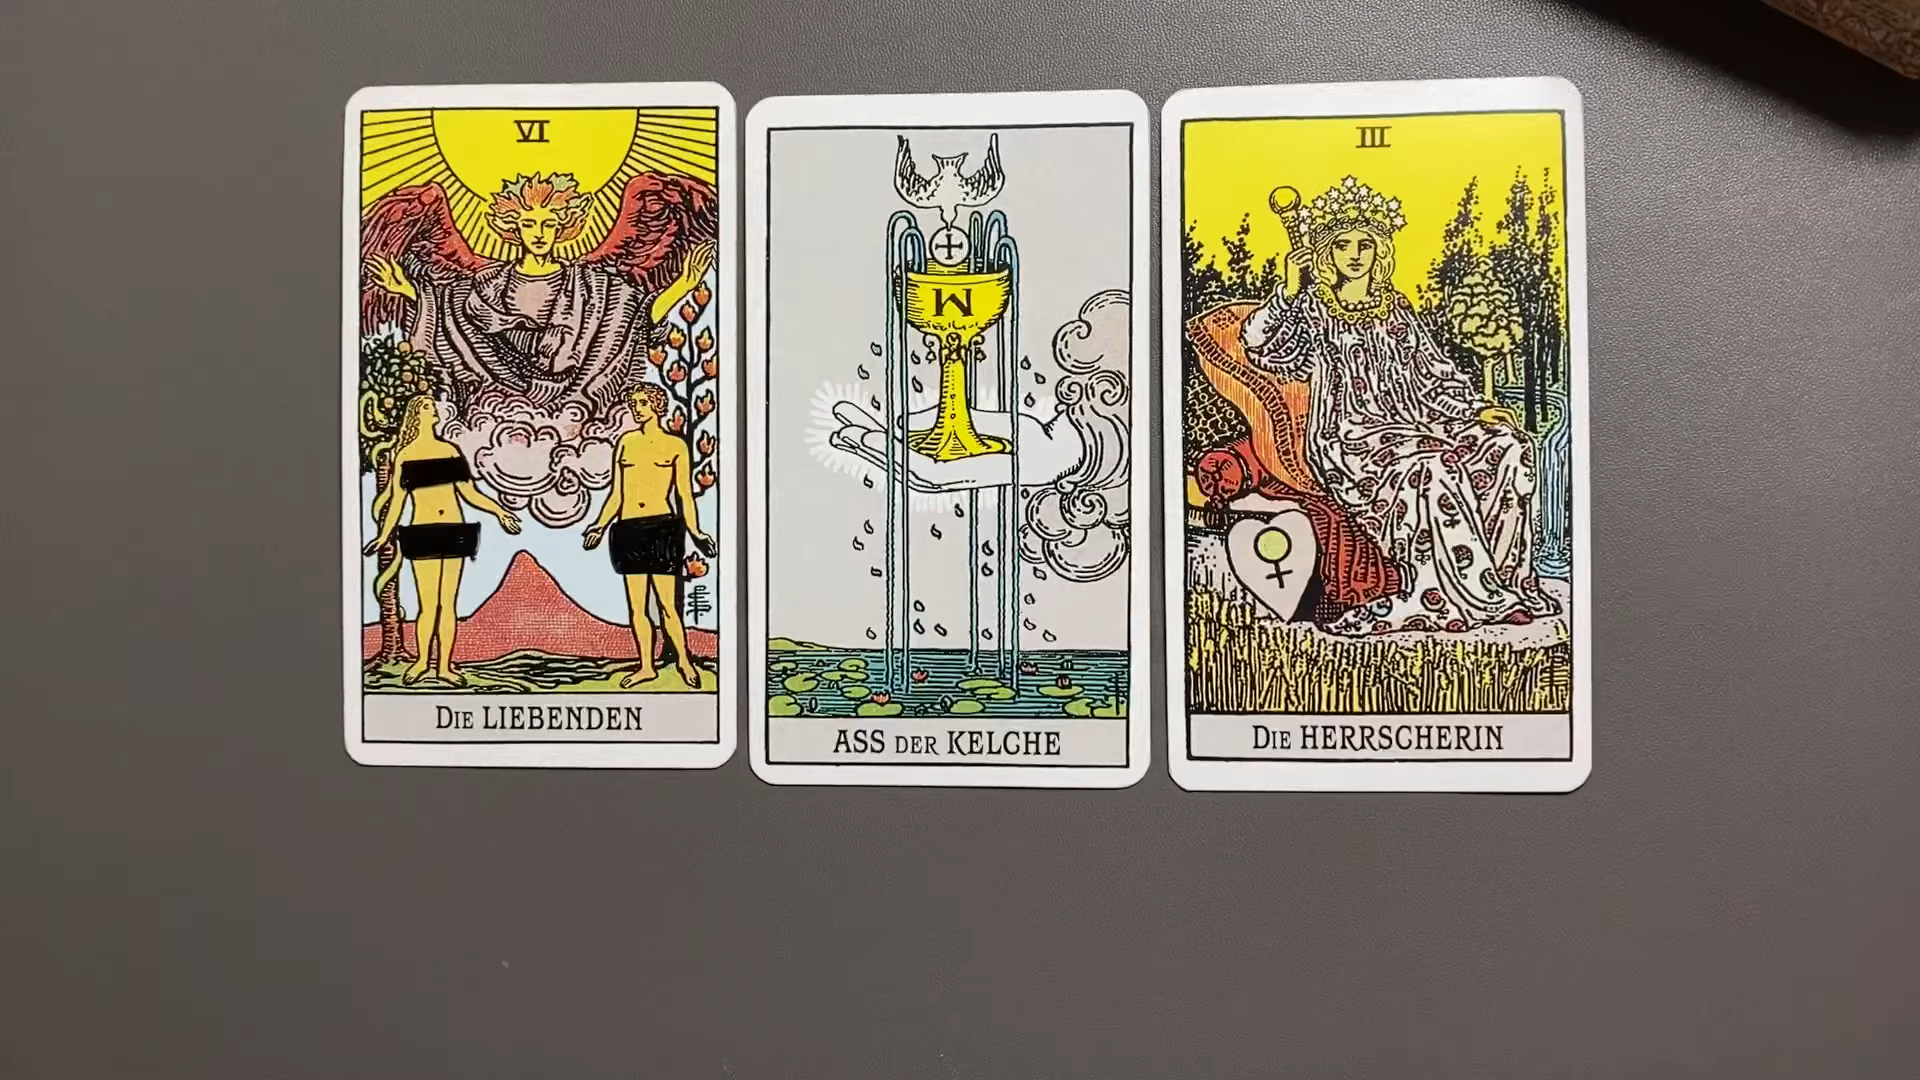 VI
Die LIEBENDEN
W
ASS DER KELCHE
III
Die HERRSCHERIN